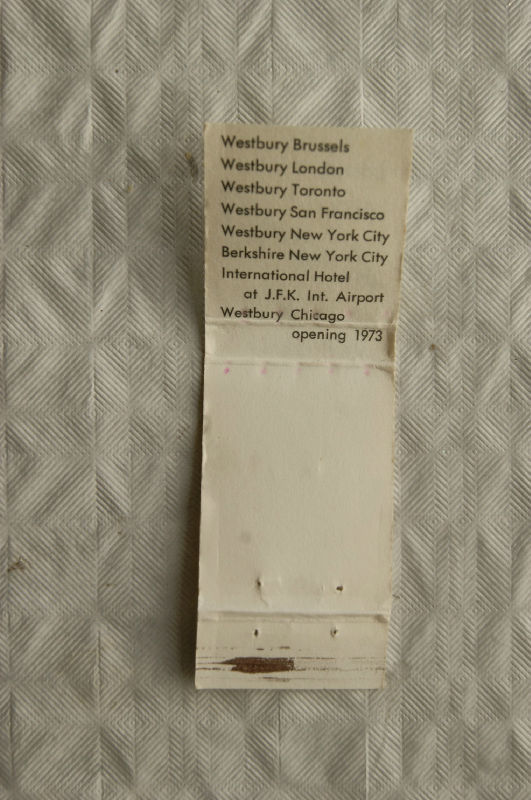 Westbury Brussels
Westbury London
Westbury Toronto
Westbury San Francisco
Westbury New York City
Berkshire New York City
International Hotel
at J.F.K. Int. Airport
Westbury Chicago
opening 1973